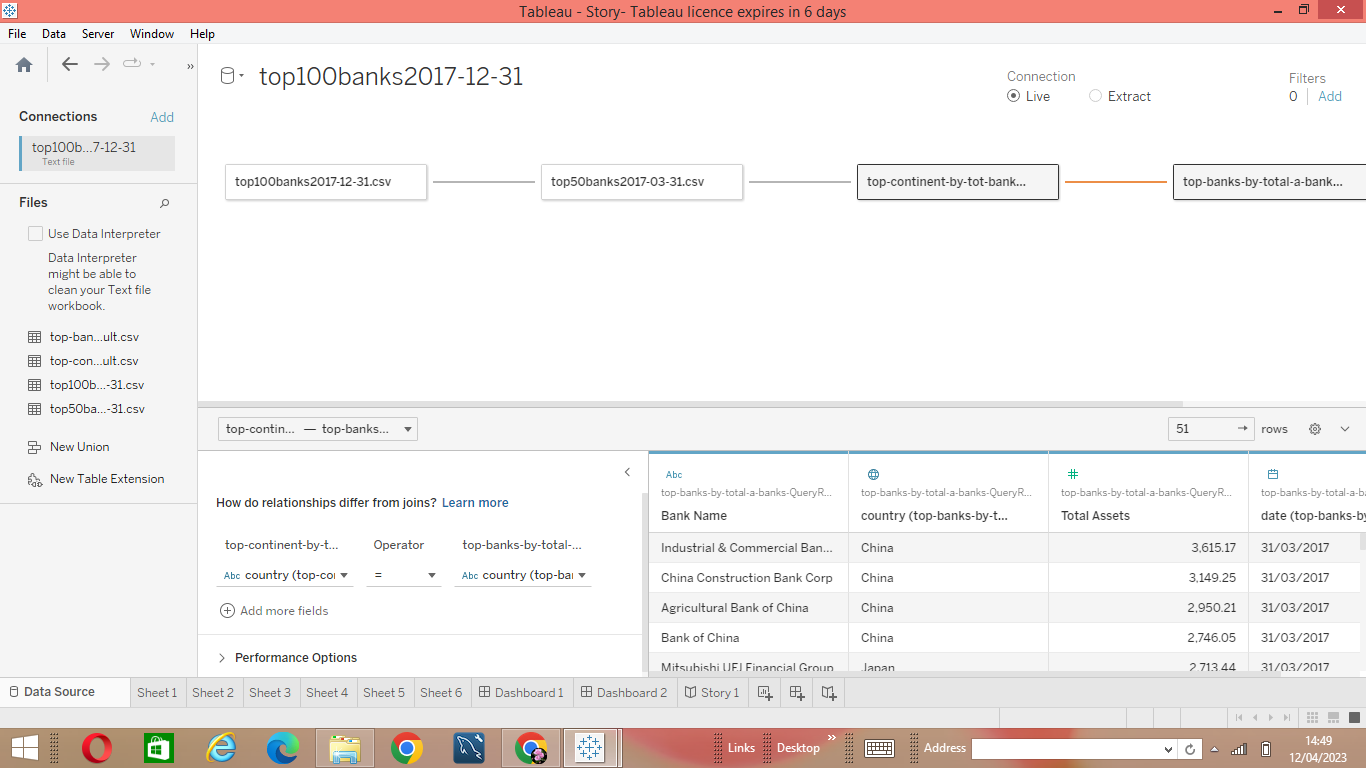 Tableau - Story- Tableau licence expires in 6 days
File Data Server Window Help
Connections Add
top100b...7-12-31
Text file
Files
Use Data Interpreter
Data Interpreter
might be able to
clean your Text file
workbook.
top-ban...ult.csv
top-con...ult.csv
top100b...-31.csv
top50ba...-31.csv
New Union
New Table Extension
top100banks2017-12-31
Connection
Live Extract
Filters
0 Add
top100banks2017-12-31.csv top50banks2017-03-31.csv top-continent-by-tot-bank... top-banks-by-total-a-bank...
top-contin... — top-banks... 51 rows
How do relationships differ from joins? Learn more
top-continent-by-t... Operator top-banks-by-total-...
Abc country (top-co = Abc country (top-ba
Add more fields
Performance Options
Abc #
top-banks-by-total-a-banks-QueryR... top-banks-by-total-a-banks-QueryR... top-banks-by-total-a-banks-QueryR... top-banks-by-total-a-ba
Bank Name country (top-banks-by-t... Total Assets date (top-banks-by
Industrial & Commercial Ban... China 3,615.17 31/03/2017
China Construction Bank Corp China 3,149.25 31/03/2017
Agricultural Bank of China China 2,950.21 31/03/2017
Bank of China China 2,746.05 31/03/2017
Mitsubishi UFJ Financial Group Japan 2,713.44 31/03/2017
Data Source Sheet 1 Sheet 2 Sheet 3 Sheet 4 Sheet 5 Sheet 6 Dashboard 1 Dashboard 2 Story 1
Links Desktop Address
14:49
12/04/2023